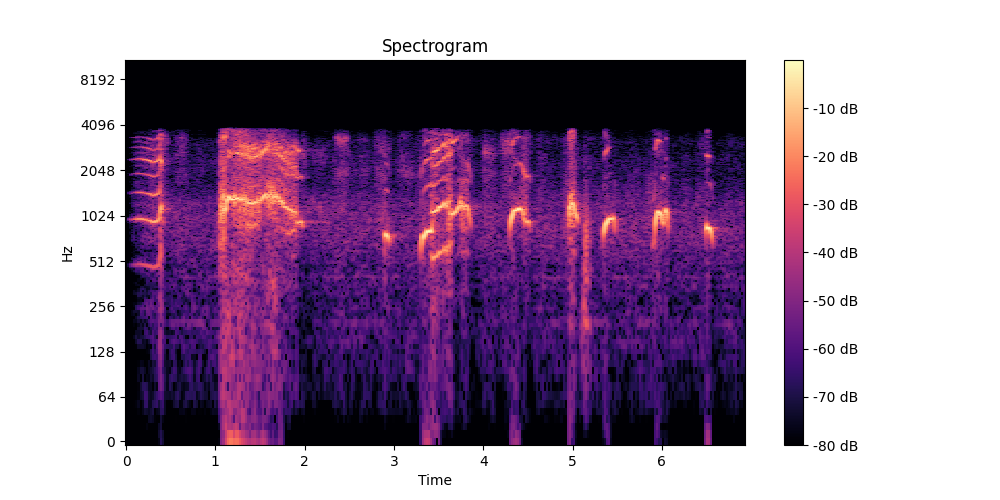 Spectrogram
8192
4096
2048
1024
512
256
128
64
0
Hz
0 1 2 3 4 5 6
Time
-10 dB
-20 dB
-30 dB
-40 dB
-50 dB
-60 dB
-70 dB
-80 dB